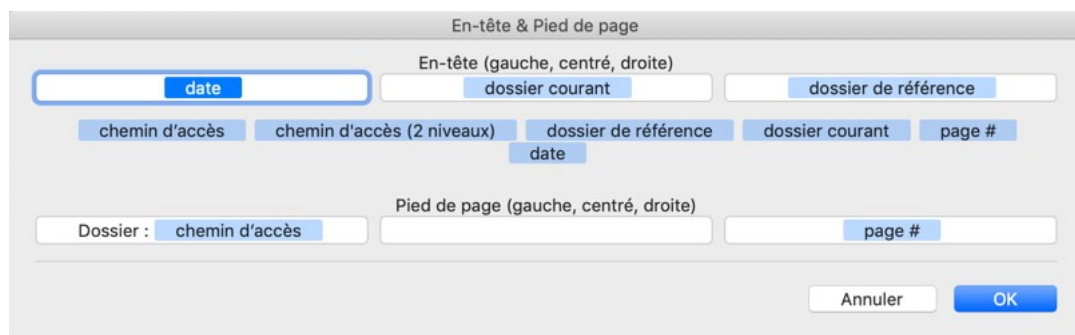 En-tête & Pied de page
En-tête (gauche, centré, droite)
date dossier courant dossier de référence
chemin d’accès chemin d'accès (2 niveaux) dossier de référence dossier courant page #
date
Pied de page (gauche, centré, droite)
Dossier : chemin d’accès page #
Annuler OK